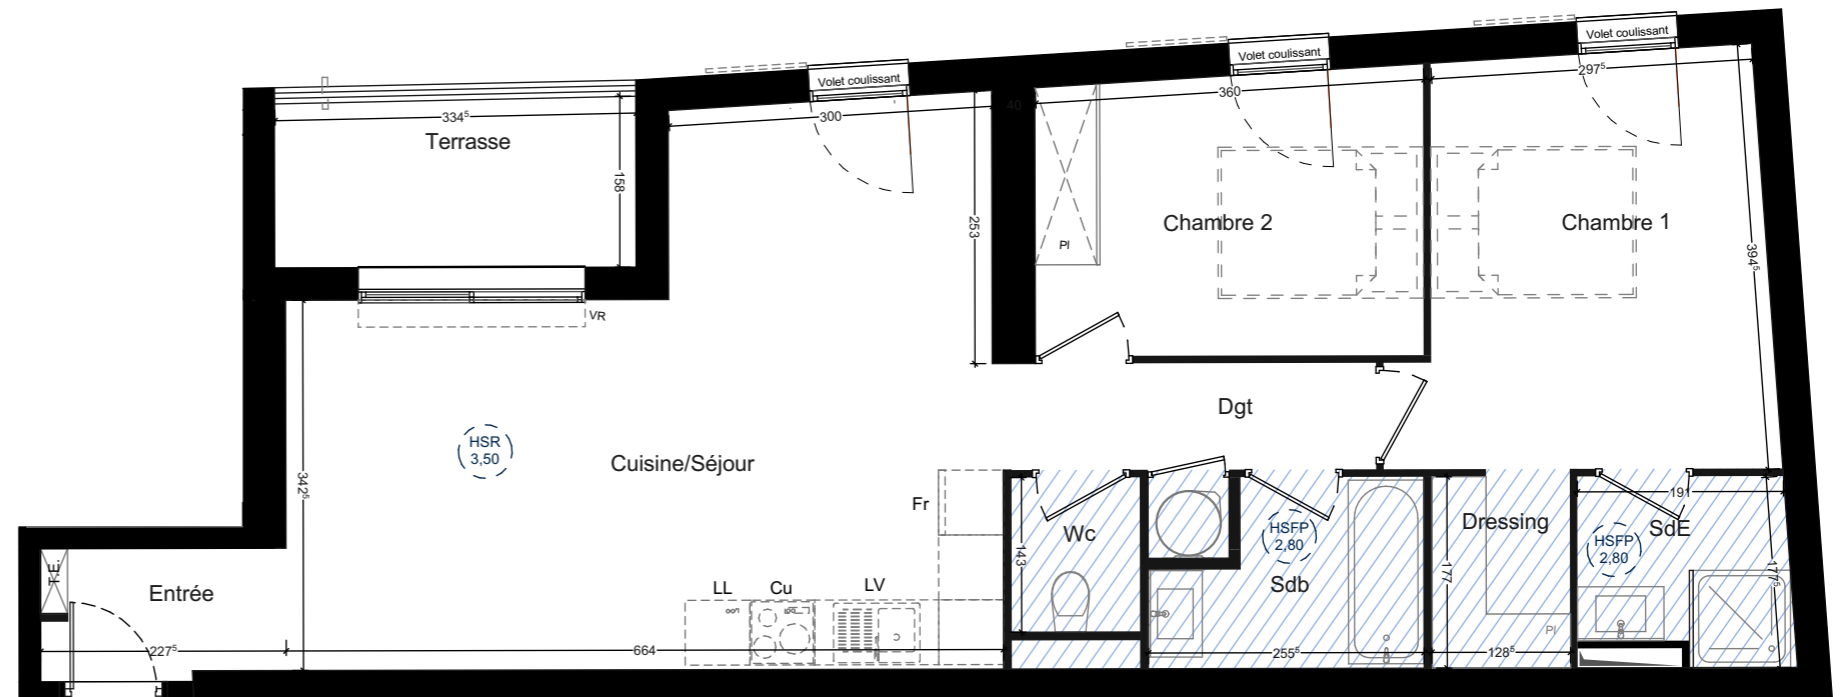 Volet coulissant
Volet coulissant
Volet coulissant
297⁵
360
40
300
334⁵
Terrasse
158
253
Pl
Chambre 2
Chambre 1
394⁵
VR
Dgt
HSR
3,50
Cuisine/Séjour
342⁵
Fr
Wc
143
HSFP
2,80
Sdb
Dressing
191
SdE
HSFP
2,80
177
177⁵
T.E.
Entrée
LL
Cu
LV
Pl
227⁵
664
255⁵
128⁵